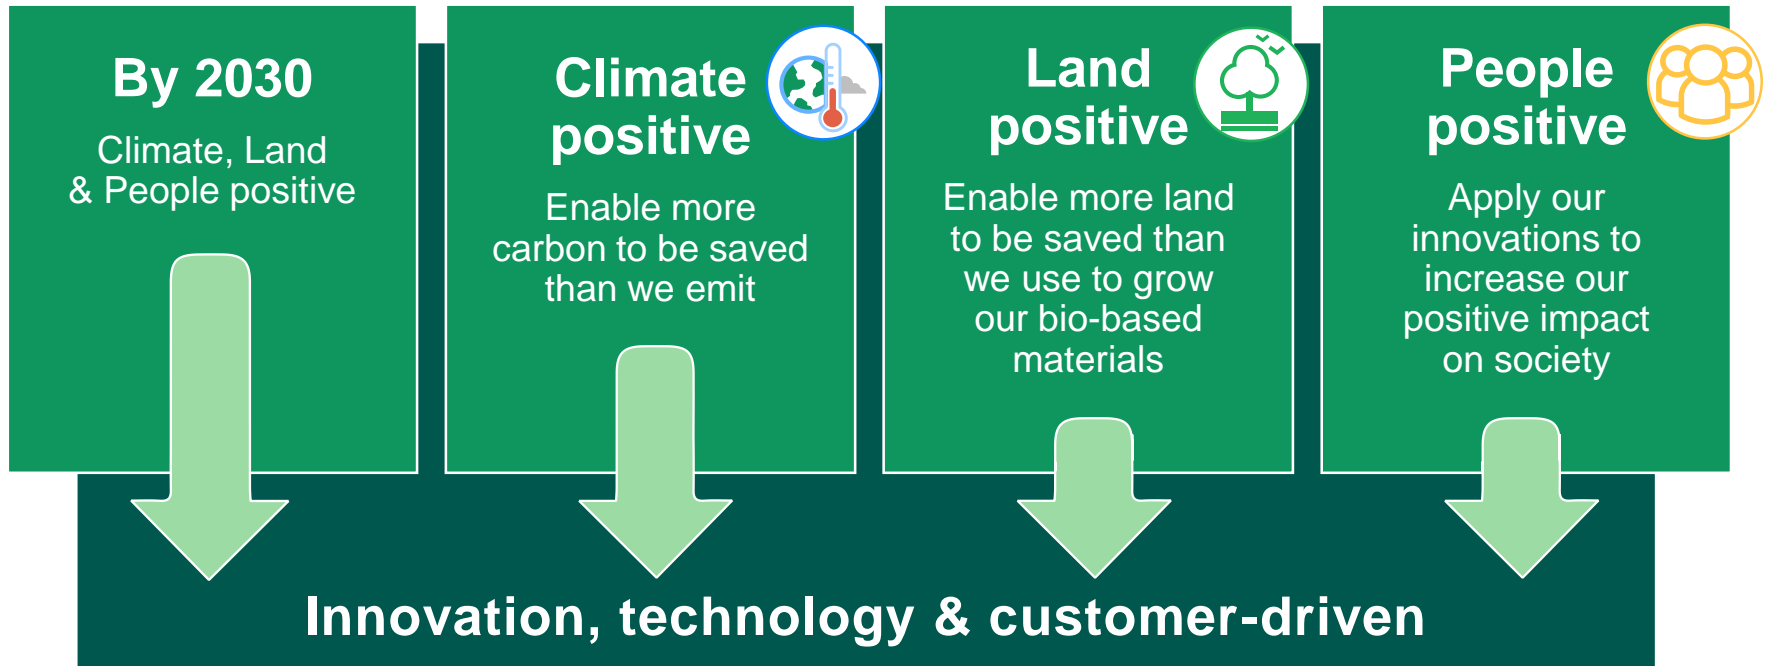 By 2030
Climate, Land
& People positive
Climate
positive
Enable more
carbon to be saved
than we emit
Land
positive
Enable more land
to be saved than
we use to grow
our bio-based
materials
People
positive
Apply our
innovations to
increase our
positive impact
on society
Innovation, technology & customer-driven